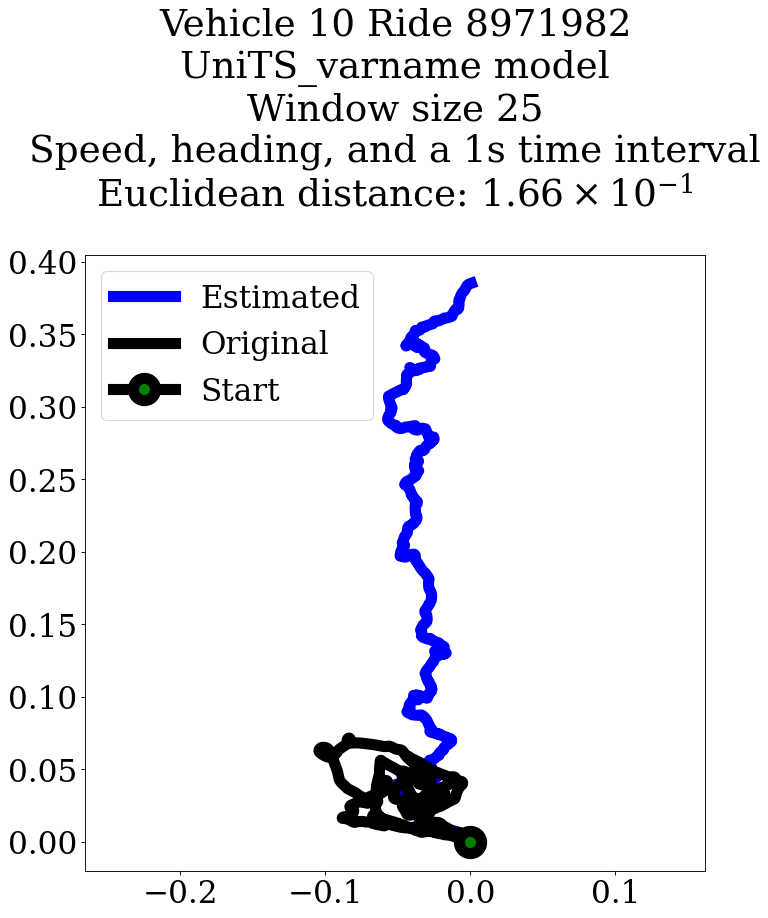 Vehicle 10 Ride 8971982
UniTS_varname model
Window size 25
Speed, heading, and a 1s time interval
Euclidean distance: 1.66 × 10⁻¹
0.40
Estimated
0.35
Original
Start
0.30
0.25
0.20
0.15
0.10
0.05
0.00
−0.2 −0.1 0.0 0.1